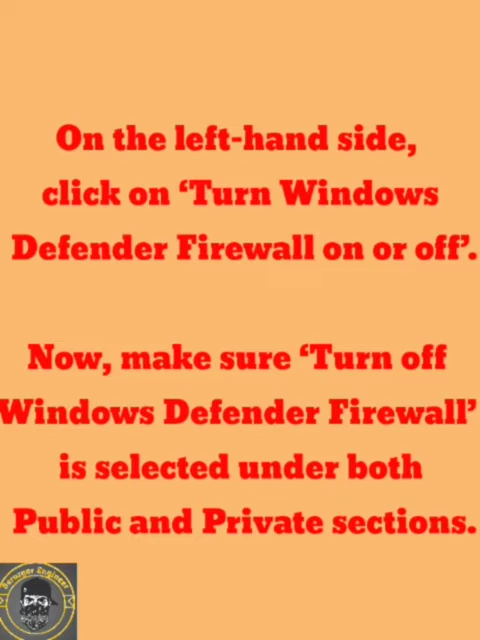 On the left-hand side,
click on ‘Turn Windows
Defender Firewall on or off’.
Now, make sure ‘Turn off
Windows Defender Firewall’
is selected under both
Public and Private sections.